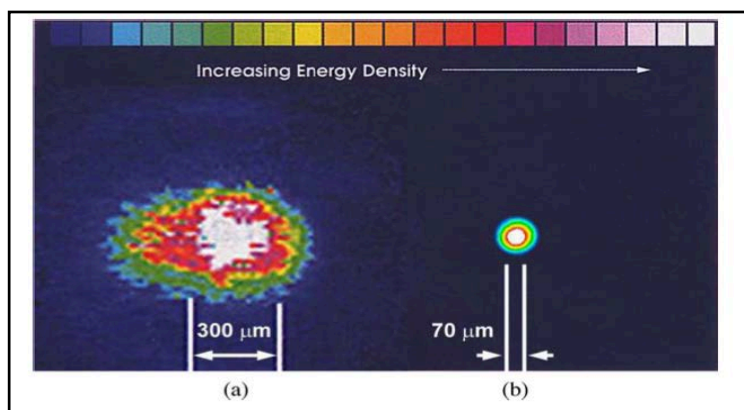 Increasing Energy Density
300 μm
70 μm
(a)
(b)